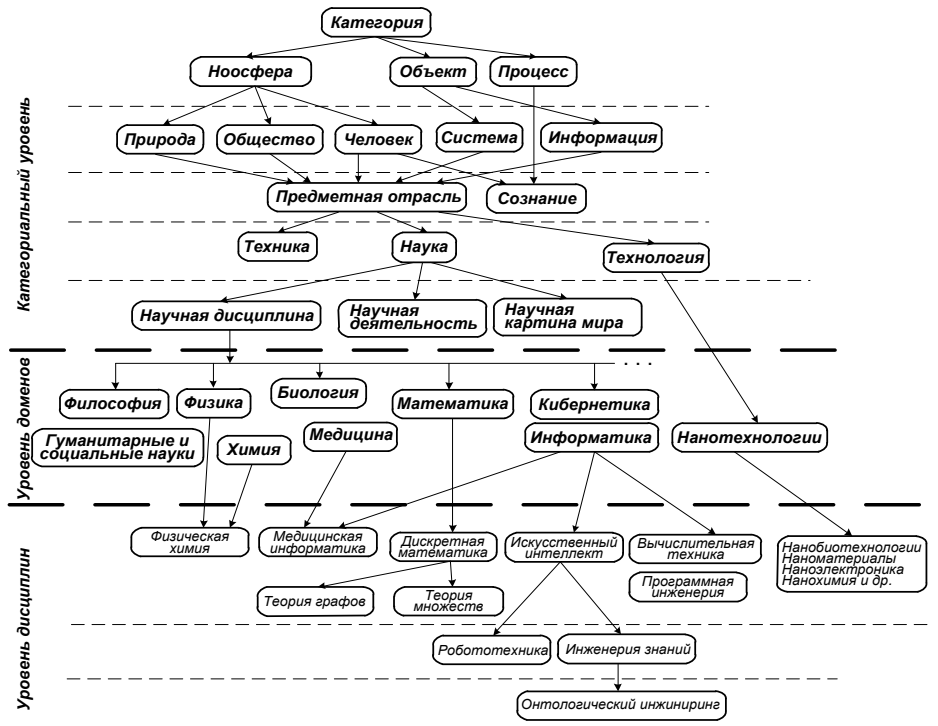 Категория
Ноосфера
Объект
Процесс
Категориальный уровень
Природа
Общество
Человек
Система
Информация
Предметная отрасль
Сознание
Техника
Наука
Технология
Научная дисциплина
Научная
деятельность
Научная
картина мира
Уровень доменов
. . .
Философия
Физика
Биология
Математика
Кибернетика
Гуманитарные и
социальные науки
Химия
Медицина
Информатика
Нанотехнологии
Уровень дисциплин
Физическая
химия
Медицинская
информатика
Дискретная
математика
Искусственный
интеллект
Вычислительная
техника
Нанобиотехнологии
Наноматериалы
Наноэлектроника
Нанохимия и др.
Программная
инженерия
Теория графов
Теория
множеств
Робототехника
Инженерия знаний
Онтологический инжиниринг